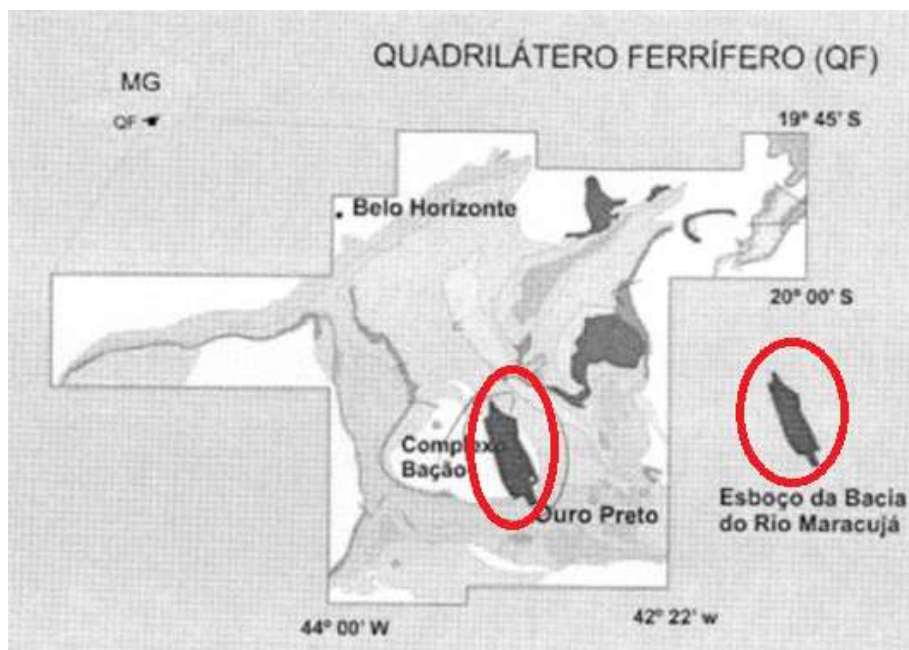 QUADRILÁTERO FERRÍFERO (QF)
MG
QF
19º 45' S
Belo Horizonte
20º 00' S
Complexo
Bação
Ouro Preto
Esboço da Bacia
do Rio Maracujá
44º 00' W
42º 22' w